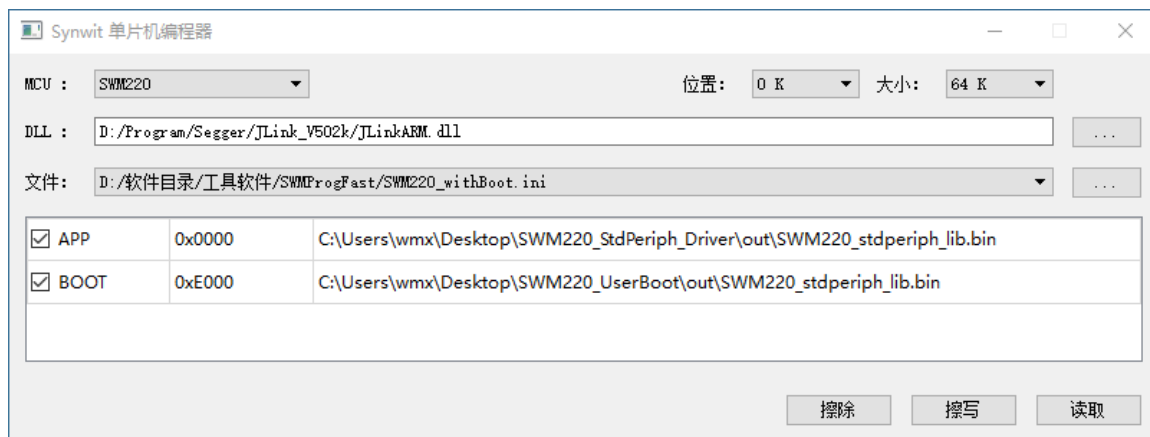 Synwit 单片机编程器
MCU : SWM220 位置: 0 K 大小: 64 K
DLL : D:/Program/Segger/JLink_V502k/JLinkARM.dll ...
文件: D:/软件目录/工具软件/SWMProgFast/SWM220_withBoot.ini ...
APP 0x0000 C:\Users\wmx\Desktop\SWM220_StdPeriph_Driver\out\SWM220_stdperiph_lib.bin
BOOT 0xE000 C:\Users\wmx\Desktop\SWM220_UserBoot\out\SWM220_stdperiph_lib.bin
擦除 擦写 读取